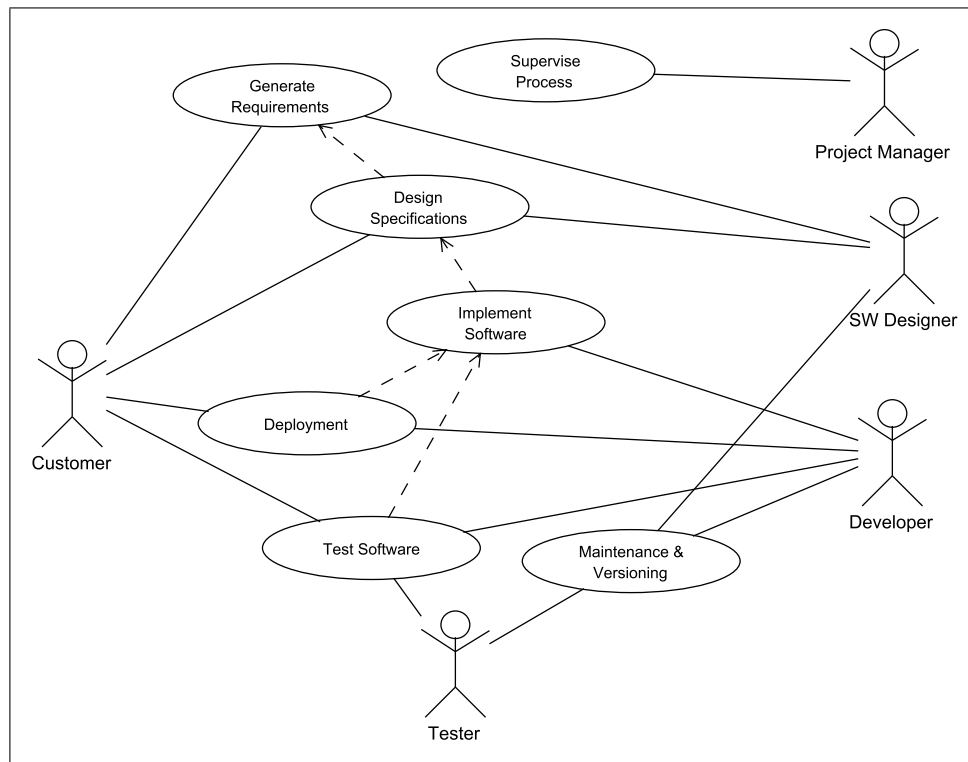 Supervise
Process
Generate
Requirements
Project Manager
Design
Specifications
Implement
Software
SW Designer
Deployment
Customer
Developer
Test Software
Maintenance &
Versioning
Tester